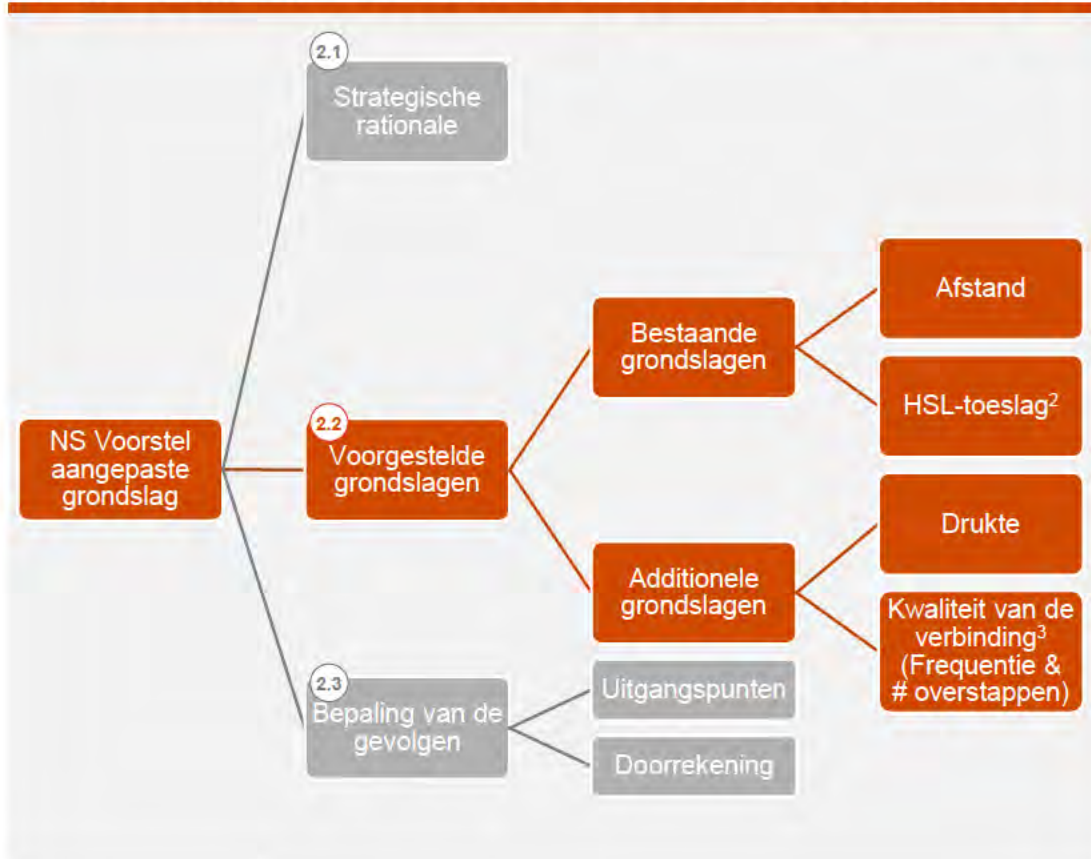 2.1
Strategische
rationale
NS Voorstel
aangepaste
grondslag
2.2
Voorgestelde
grondslagen
Bestaande
grondslagen
Afstand
HSL-toeslag²
Additionele
grondslagen
Drukte
Kwaliteit van de
verbinding³
(Frequentie &
# overstappen)
2.3
Bepaling van de
gevolgen
Uitgangspunten
Doorrekening